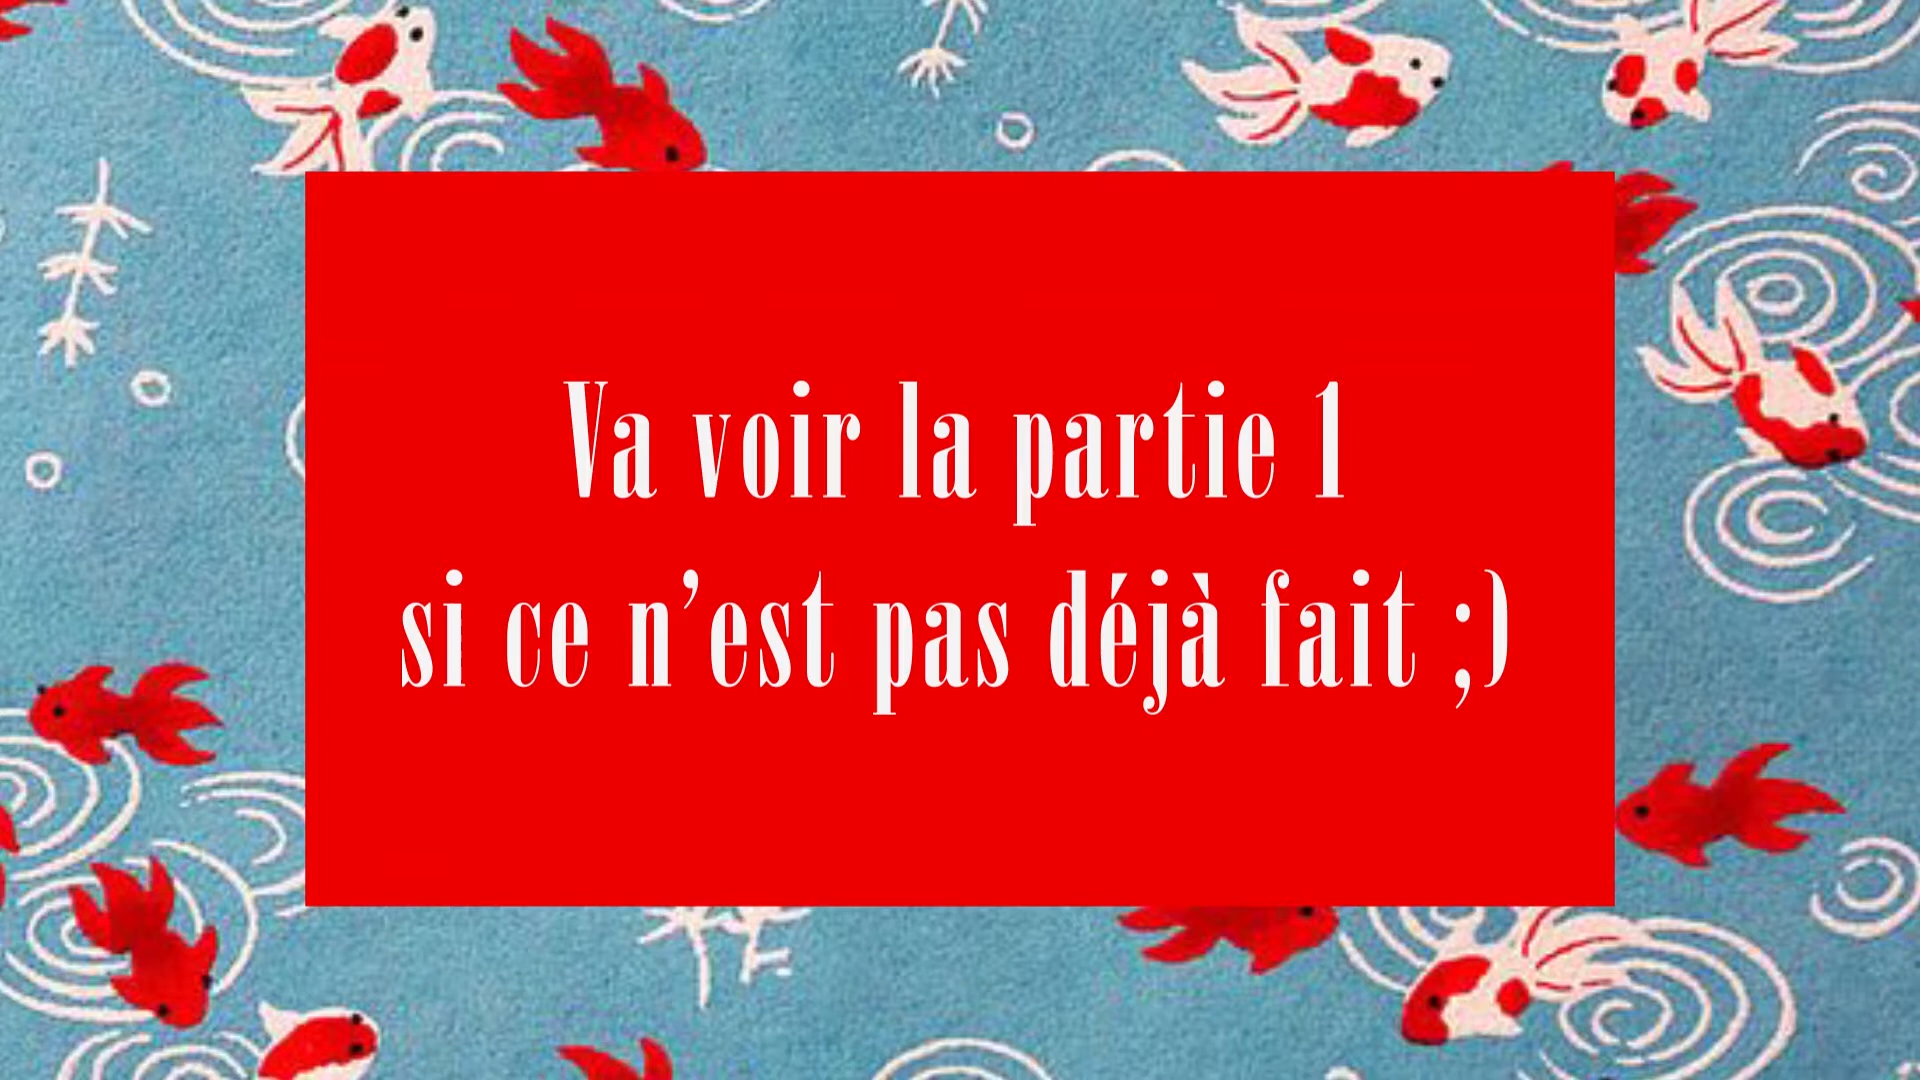 Va voir la partie 1
si ce n’est pas déjà fait ;)